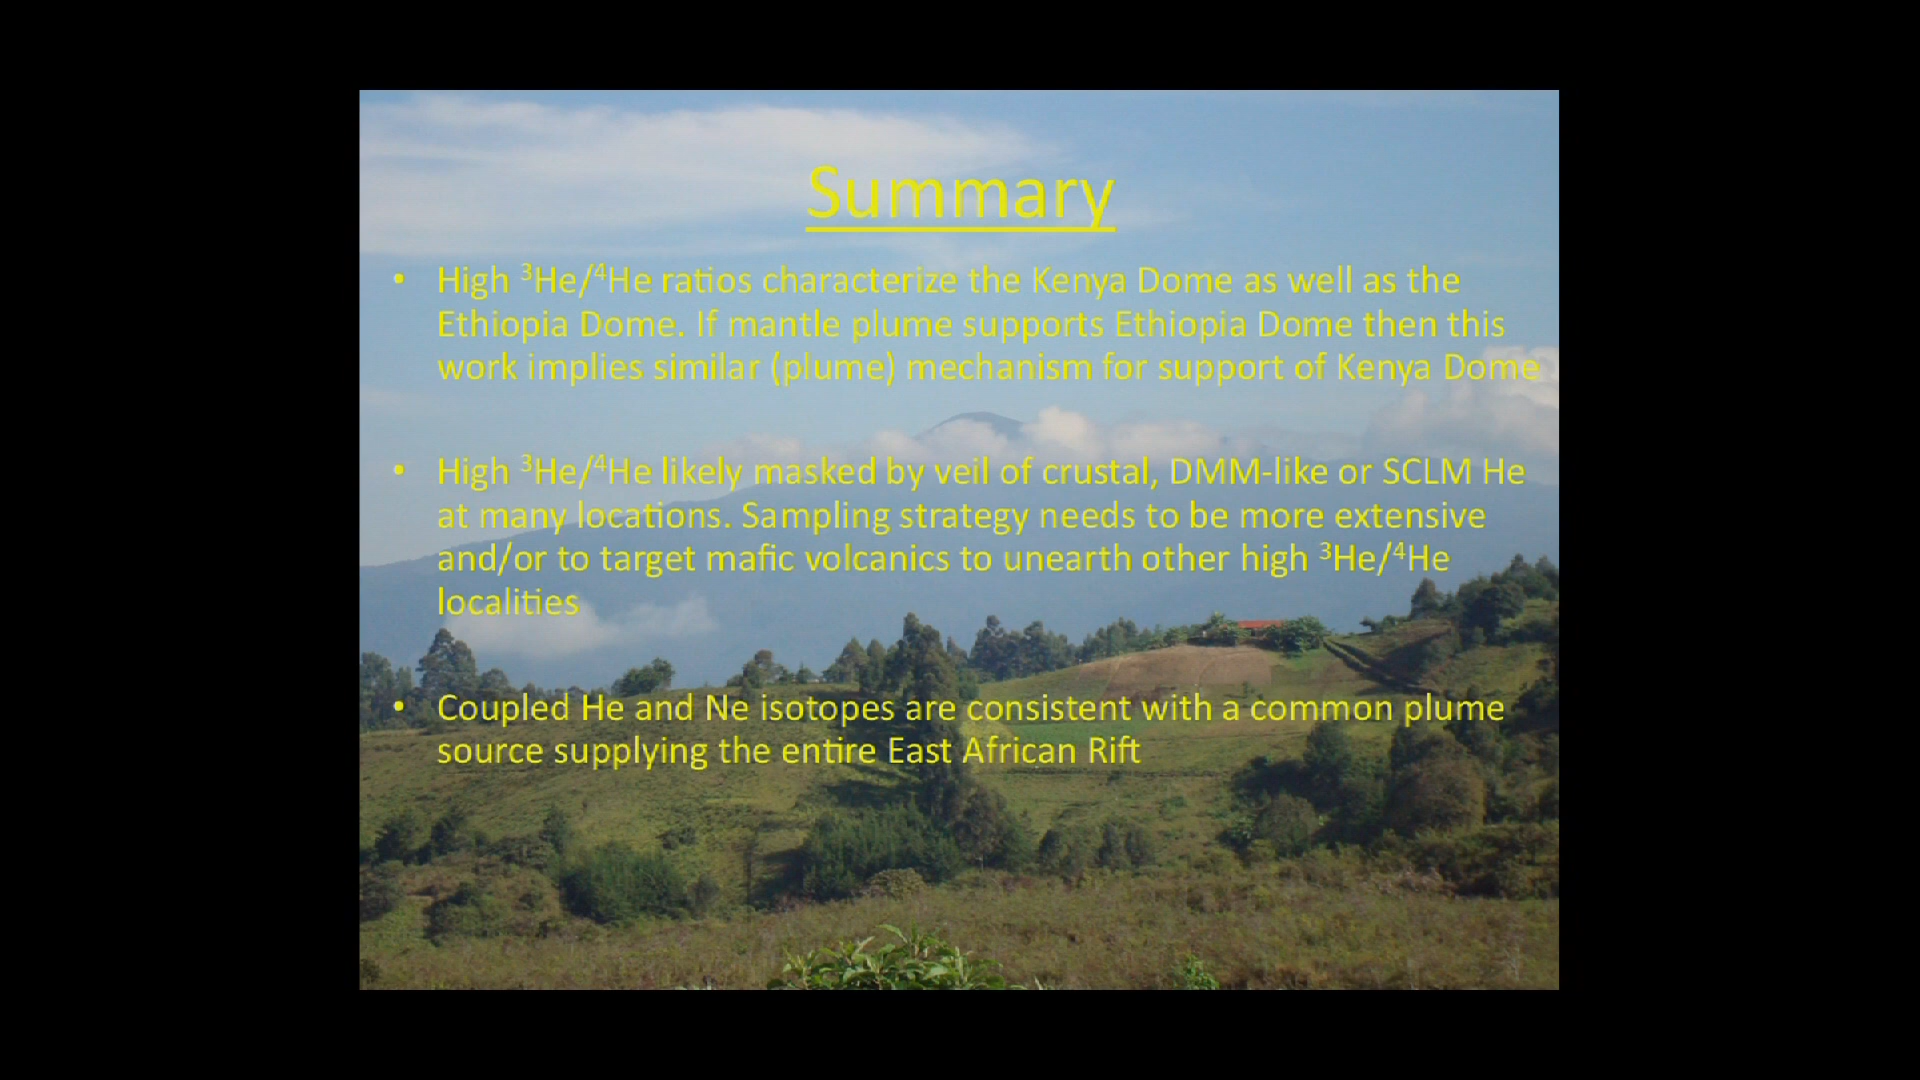 Summary
• High ³He/⁴He ratios characterize the Kenya Dome as well as the
Ethiopia Dome. If mantle plume supports Ethiopia Dome then this
work implies similar (plume) mechanism for support of Kenya Dome
• High ³He/⁴He likely masked by veil of crustal, DMM-like or SCLM He
at many locations. Sampling strategy needs to be more extensive
and/or to target mafic volcanics to unearth other high ³He/⁴He
localities
• Coupled He and Ne isotopes are consistent with a common plume
source supplying the entire East African Rift